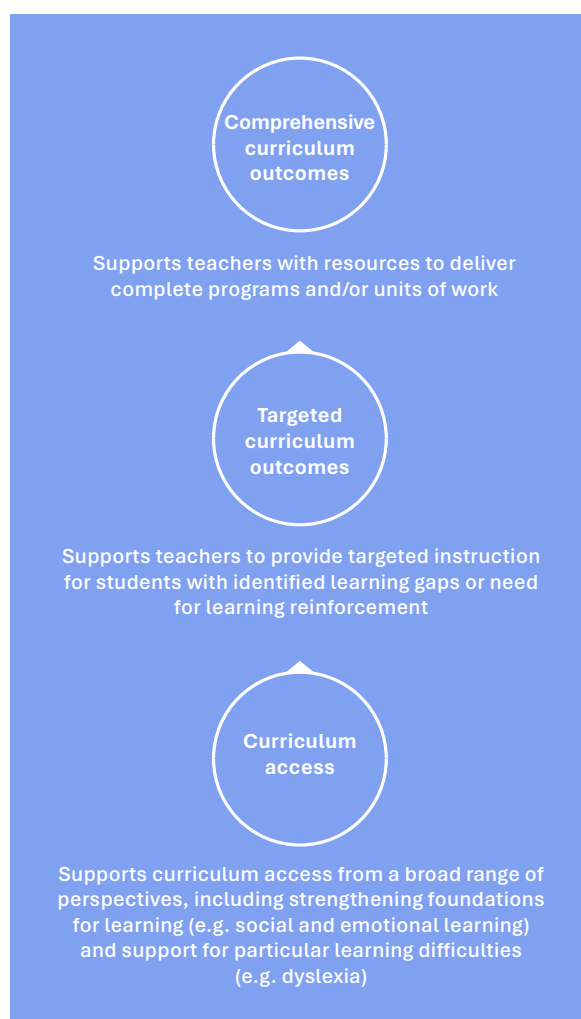 Comprehensive
curriculum
outcomes
Supports teachers with resources to deliver
complete programs and/or units of work
Targeted
curriculum
outcomes
Supports teachers to provide targeted instruction
for students with identified learning gaps or need
for learning reinforcement
Curriculum
access
Supports curriculum access from a broad range of
perspectives, including strengthening foundations
for learning (e.g. social and emotional learning)
and support for particular learning difficulties
(e.g. dyslexia)